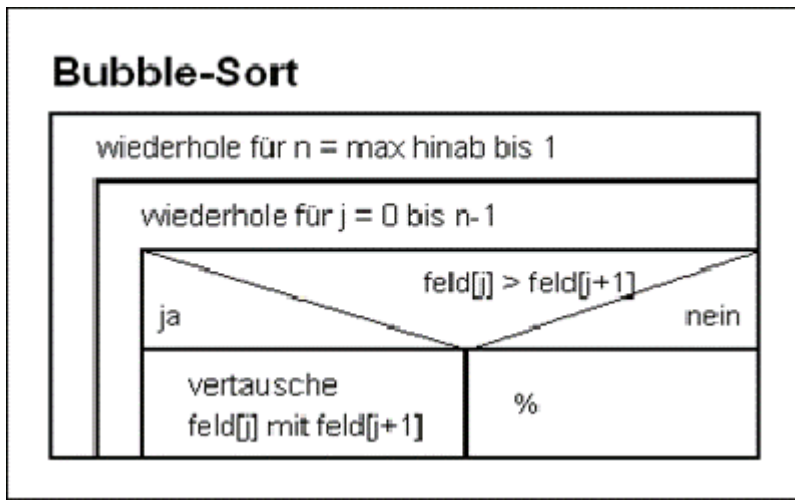 Bubble-Sort
wiederhole für n = max hinab bis 1
wiederhole für j = 0 bis n-1
feld[j] > feld[j+1]
ja
nein
vertausche
feld[j] mit feld[j+1]
%